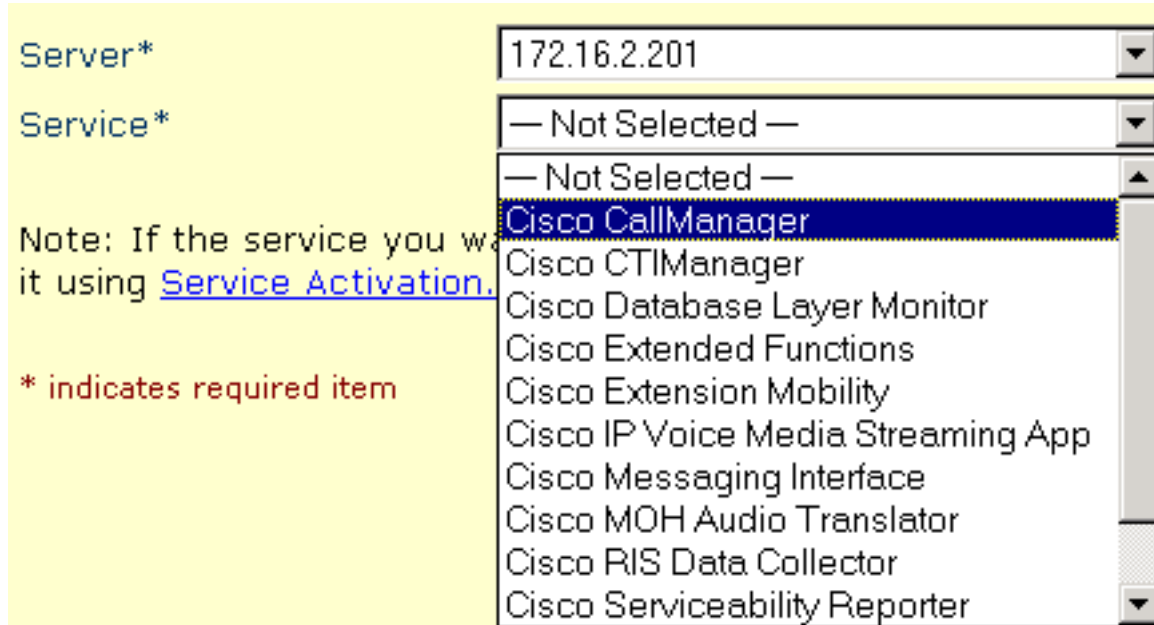 Server*
172.16.2.201
Service*
— Not Selected —
— Not Selected —
Cisco CallManager
Cisco CTIManager
Cisco Database Layer Monitor
Cisco Extended Functions
Cisco Extension Mobility
Cisco IP Voice Media Streaming App
Cisco Messaging Interface
Cisco MOH Audio Translator
Cisco RIS Data Collector
Cisco Serviceability Reporter
Note: If the service you
it using Service Activation.
* indicates required item